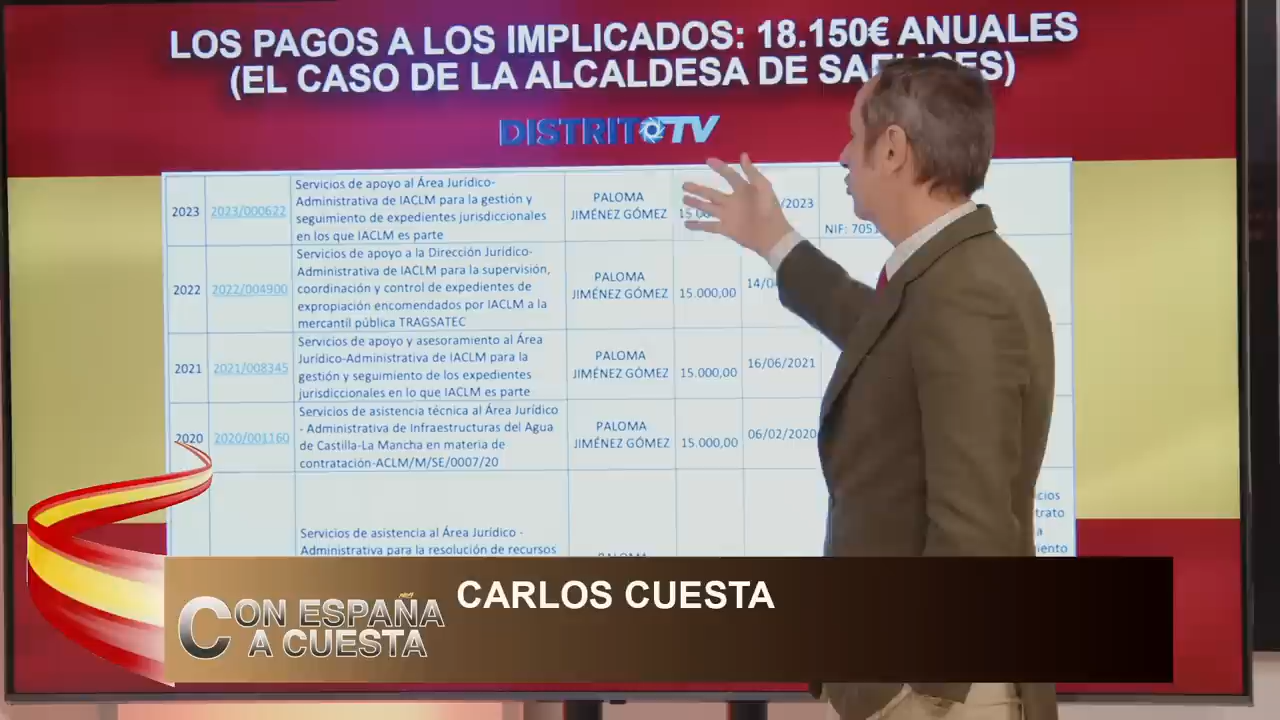 LOS PAGOS A LOS IMPLICADOS: 18.150€ ANUALES
(EL CASO DE LA ALCALDESA DE
DISTRITO TV
2023
2023/000622
Servicios de apoyo al Área Jurídico-
Administrativa de IACLM para la gestión y
seguimiento de expedientes jurisdiccionales
en los que IACLM es parte
PALOMA
JIMÉNEZ GÓMEZ
/2023
NIF:
2022
2022/004900
Servicios de apoyo a la Dirección Jurídico-
Administrativa de IACLM para la supervisión,
coordinación y control de expedientes de
expropiación encomendados por IACLM a la
mercantil pública TRAGSATEC
PALOMA
JIMÉNEZ GÓMEZ
15.000,00
2021
2021/008345
Servicios de apoyo y asesoramiento al Área
Jurídico-Administrativa de IACLM para la
gestión y seguimiento de los expedientes
jurisdiccionales en lo que IACLM es parte
PALOMA
JIMÉNEZ GÓMEZ
15.000,00
16/06/2021
2020
2020/001160
Servicios de asistencia técnica al Área Jurídico
- Administrativa de Infraestructuras del Agua
de Castilla-La Mancha en materia de
contratación-ACLM/M/SE/0007/20
PALOMA
JIMÉNEZ GÓMEZ
15.000,00
06/02/2020
Servicios de asistencia al Área Jurídico -
Administrativa para la resolución de recursos
CON ESPAÑA
A CUESTA
CARLOS CUESTA